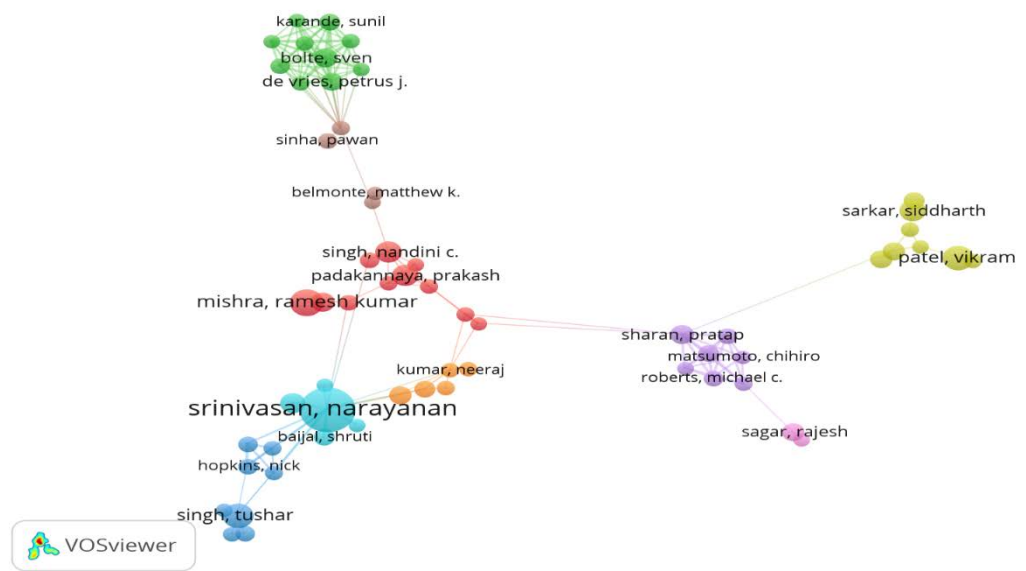 karande, sunil
bolte, sven
de vries, petrus j.
sinha, pawan
belmonte, matthew k.
sarkar, siddharth
singh, nandini c.
patel, vikram
padakannaya, prakash
mishra, ramesh kumar
sharan, pratap
matsumoto, chihiro
kumar, neeraj
roberts, michael c.
srinivasan, narayanan
sagar, rajesh
baijal, shruti
hopkins, nick
singh, tushar
VOSviewer